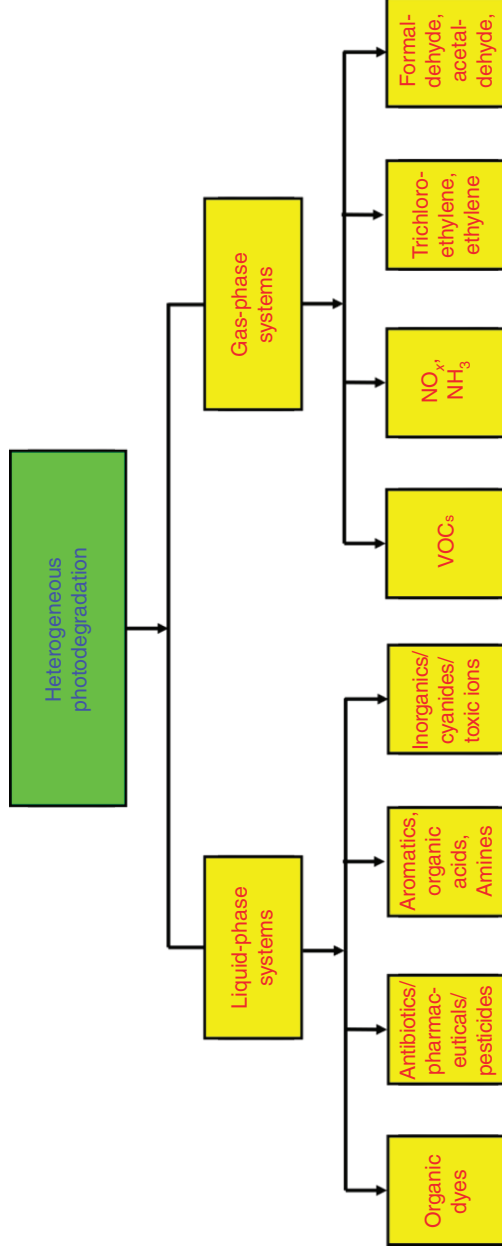 Heterogeneous
photodegradation
Liquid-phase
systems
Gas-phase
systems
Organic
dyes
Antibiotics/
pharmac-
euticals/
pesticides
Aromatics,
organic
acids,
Amines
Inorganics/
cyanides/
toxic ions
VOCs
NOx,
NH3
Trichloro-
ethylene,
ethylene
Formal-
dehyde,
acetal-
dehyde,